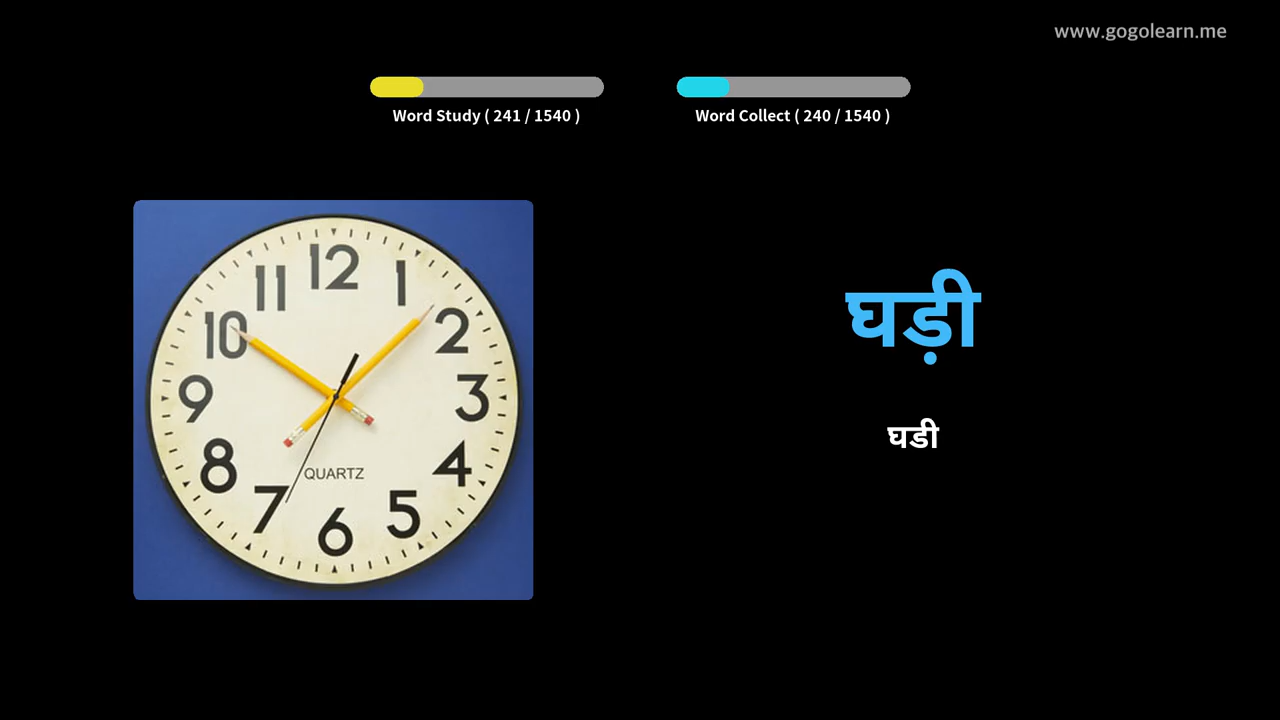 www.gogolearn.me
Word Study ( 241 / 1540 )
Word Collect ( 240 / 1540 )
12
11
1
10
2
9
3
8
4
QUARTZ
7
5
6
घड़ी
घडी